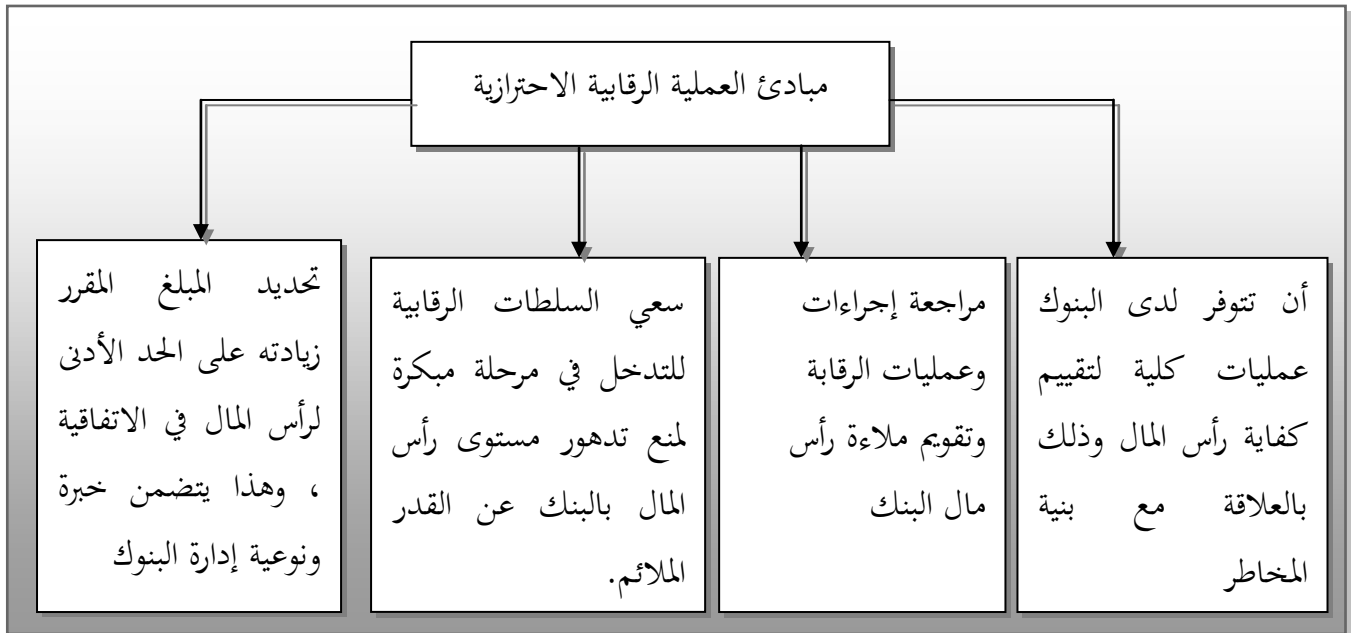 مبادئ العملية الرقابية الاحترازية
أن تتوفر لدى البنوك
عمليات كلية لتقييم
كفاية رأس المال وذلك
بالعلاقة مع بنية
المخاطر
مراجعة إجراءات
وعمليات الرقابة
وتقويم ملاءة رأس
مال البنك
سعي السلطات الرقابية
للتدخل في مرحلة مبكرة
لمنع تدهور مستوى رأس
المال بالبنك عن القدر
الملائم.
تحديد المبلغ المقرر
زيادته على الحد الأدنى
لرأس المال في الاتفاقية
، وهذا يتضمن خبرة
ونوعية إدارة البنوك